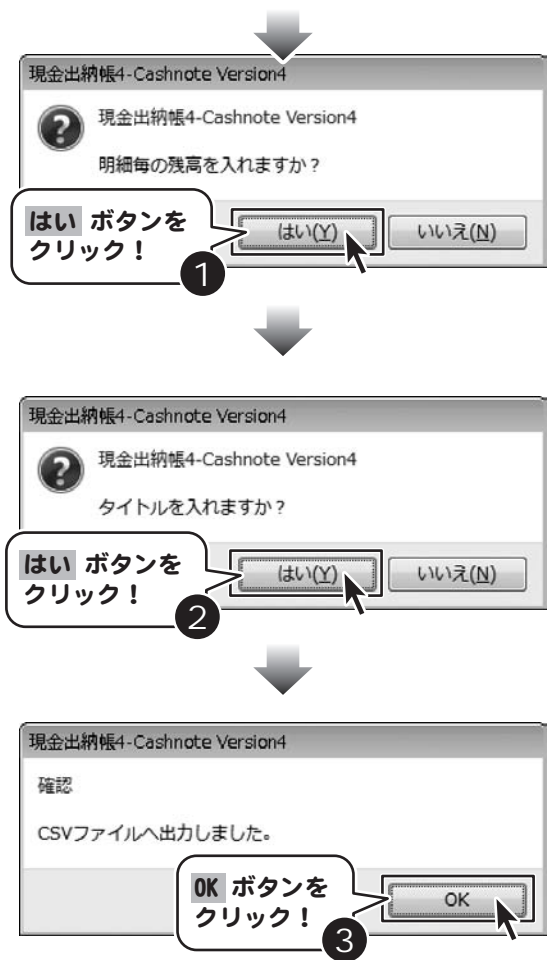 現金出納帳4-Cashnote Version4
現金出納帳4-Cashnote Version4
明細毎の残高を入れますか？
はい ボタンを
クリック！
1
はい(Y)
いいえ(N)
現金出納帳4-Cashnote Version4
現金出納帳4-Cashnote Version4
タイトルを入れますか？
はい ボタンを
クリック！
2
はい(Y)
いいえ(N)
現金出納帳4-Cashnote Version4
確認
CSVファイルへ出力しました。
OK ボタンを
クリック！
3
OK